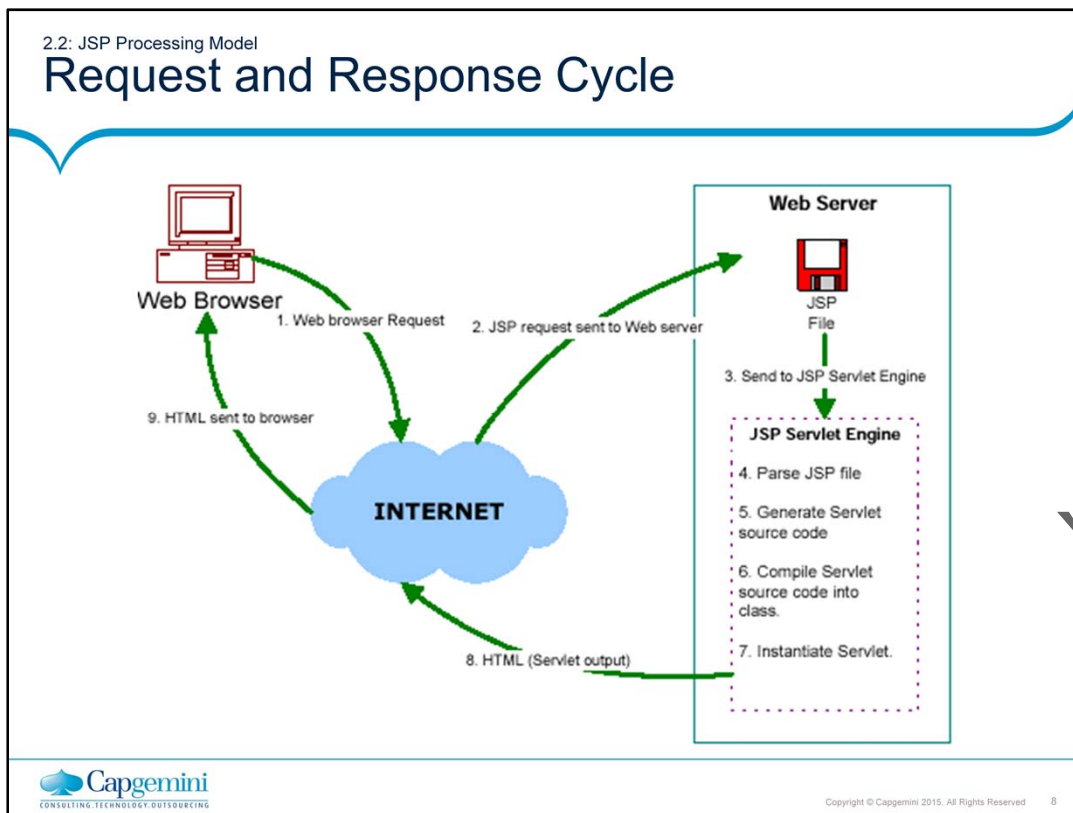 2.2: JSP Processing Model
Request and Response Cycle
Web Browser
1. Web browser Request
2. JSP request sent to Web server
Web Server
JSP
File
3. Send to JSP Servlet Engine
JSP Servlet Engine
4. Parse JSP file
5. Generate Servlet
source code
6. Compile Servlet
source code into
class.
7. Instantiate Servlet.
8. HTML (Servlet output)
9. HTML sent to browser
INTERNET
Capgemini
CONSULTING.TECHNOLOGY.OUTSOURCING
Copyright © Capgemini 2015. All Rights Reserved 8